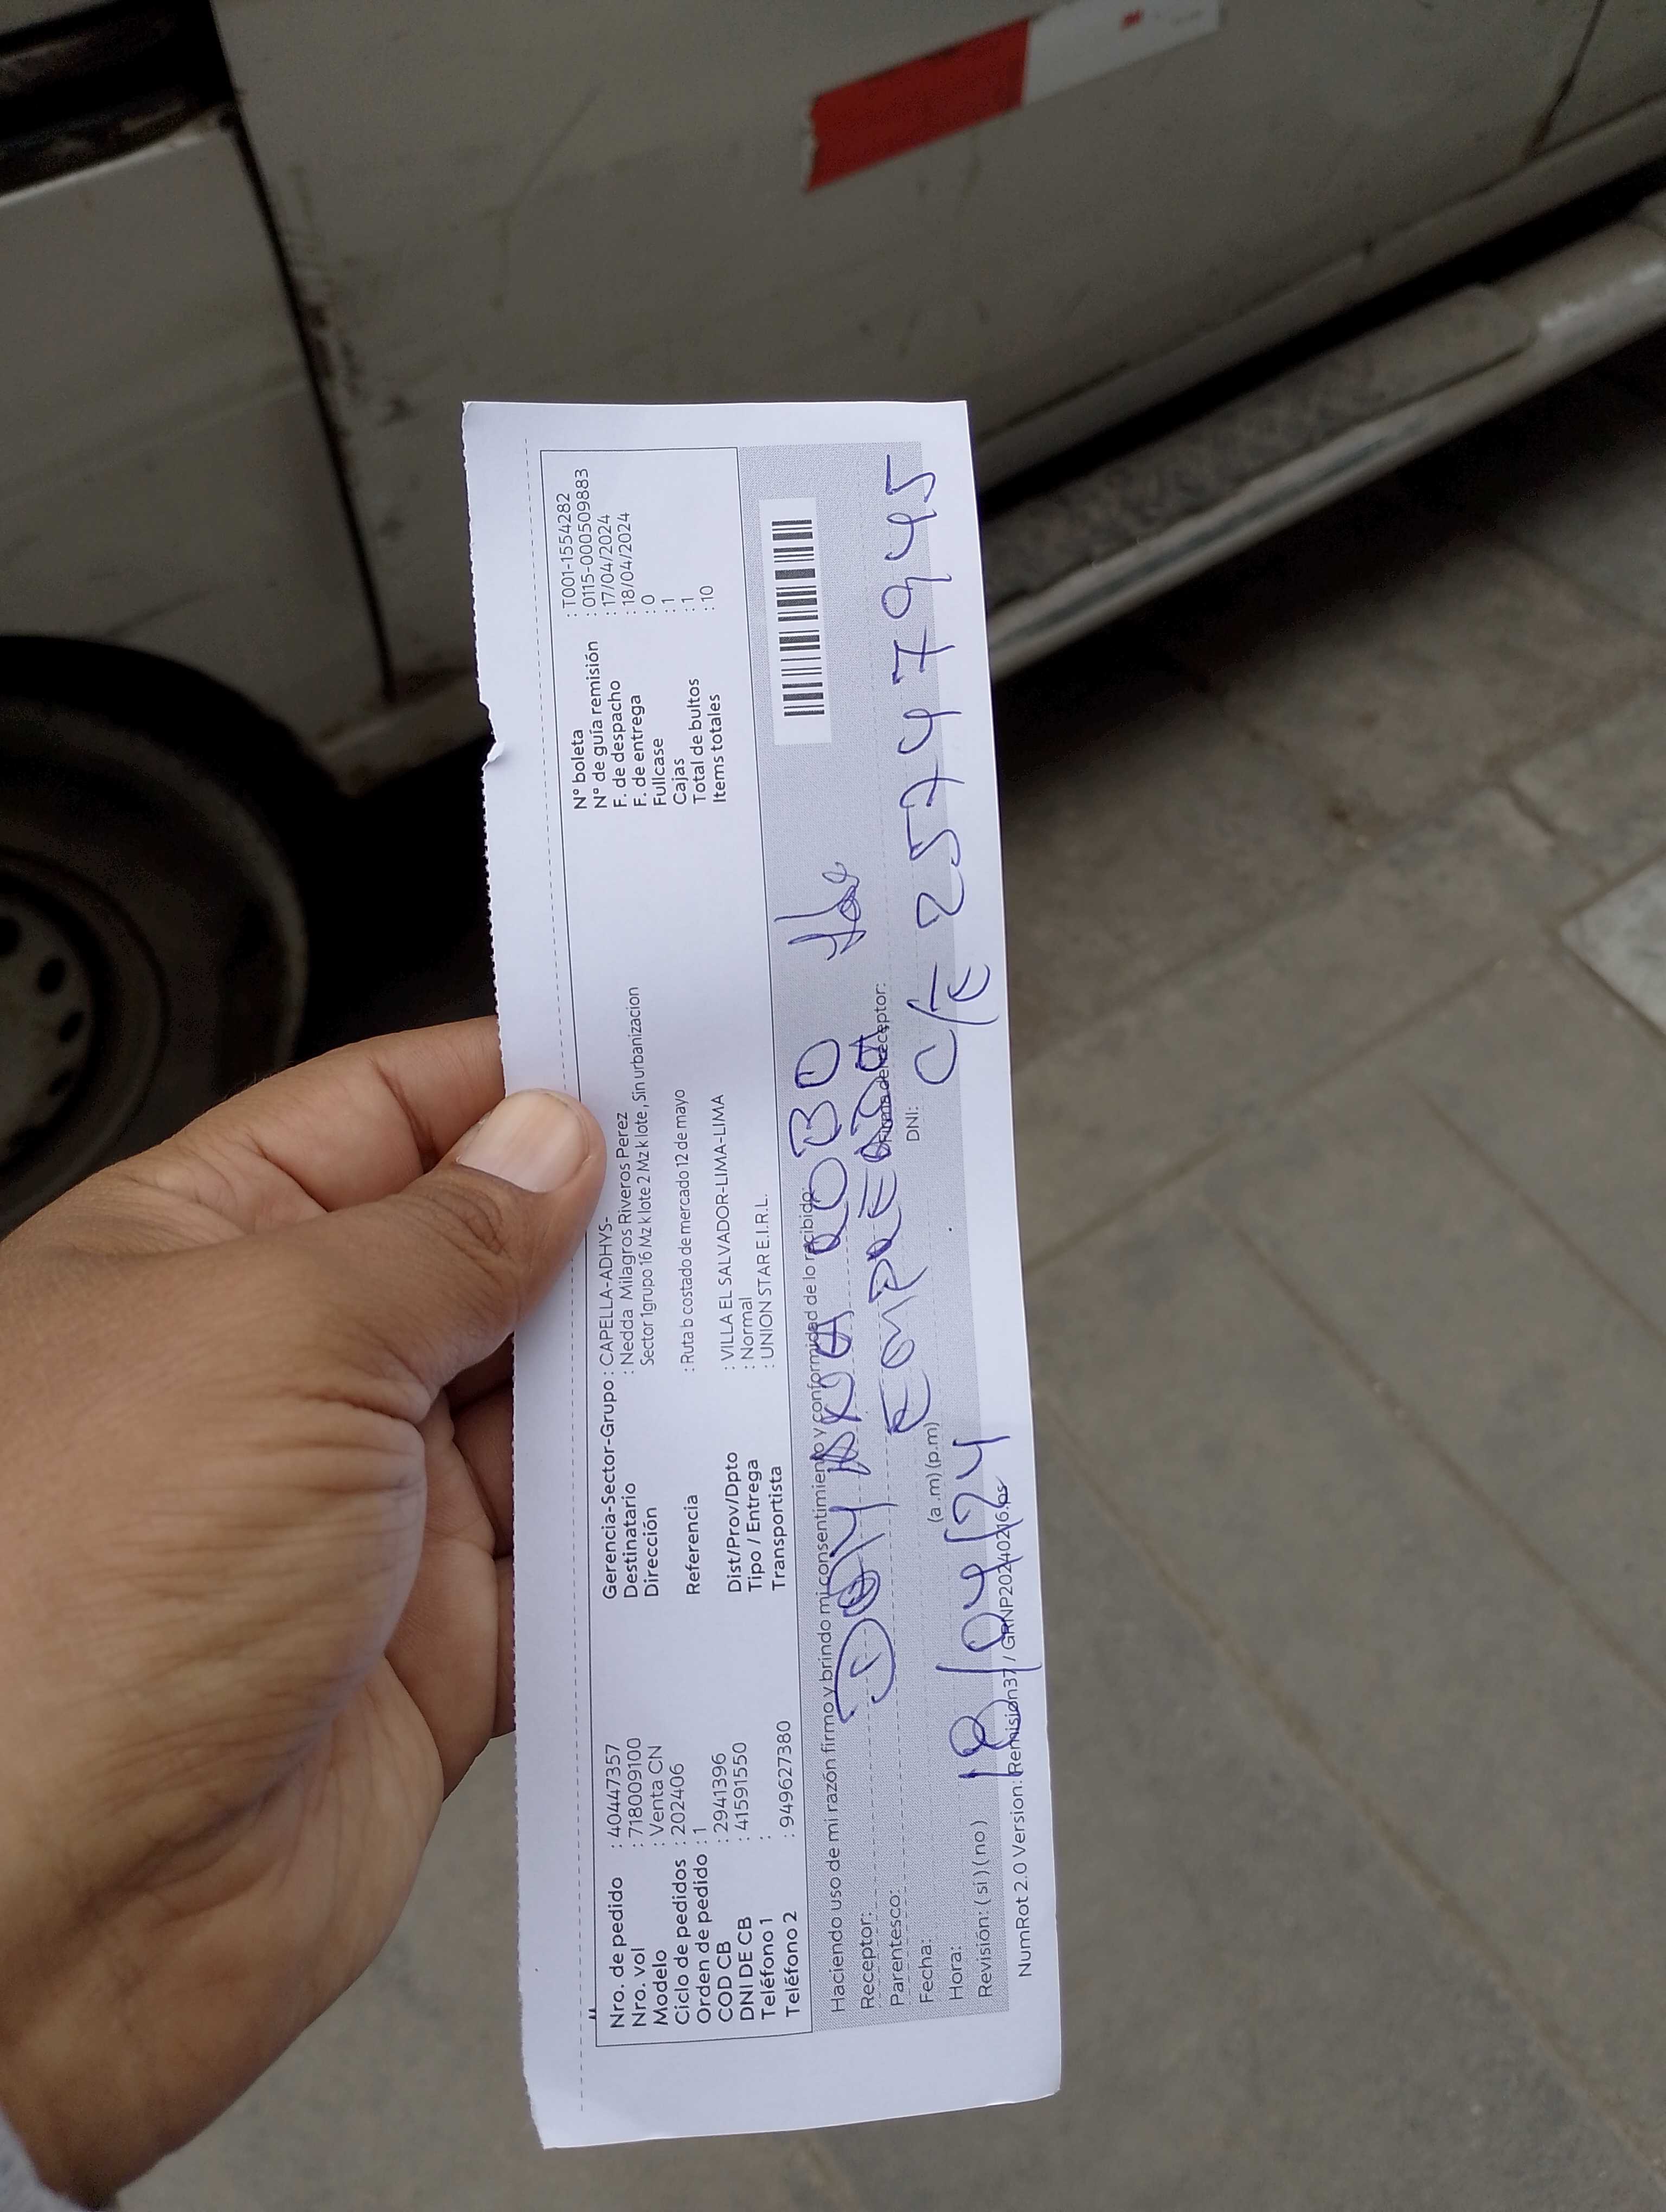 Nro. de pedido : 40447357
Nro. vol : 718009100
Modelo : Venta CN
Ciclo de pedidos : 202406
Orden de pedido : 1
COD CB : 2941396
DNI DE CB : 41591550
Teléfono 1 :
Teléfono 2 : 949627380
Gerencia-Sector-Grupo : CAPELLA-ADHYS-
Destinatario : Nedda Milagros Riveros Perez
Dirección Sector 1grupo 16 Mz k lote 2 Mz k lote , Sin urbanizacion
Referencia : Ruta b costado de mercado 12 de mayo
Dist/Prov/Dpto : VILLA EL SALVADOR-LIMA-LIMA
Tipo / Entrega : Normal
Transportista : UNION STAR E.I.R.L.
N° boleta : T001-1554282
N° de guía remisión : 0115-000509883
F. de despacho : 17/04/2024
F. de entrega : 18/04/2024
Fullcase : 0
Cajas : 1
Total de bultos : 1
Items totales : 10
Haciendo uso de mi razón firmo y brindo mi consentimiento y conformidad de lo recibido:
Receptor:
Parentesco:
Firma del receptor:
Fecha: 18/04/24
DNI: C/E 257479945
Hora: (a .m) (p.m)
Revisión: ( si ) ( no )
NumRot 2.0 Version: Remision37 / GRNP20240216.ps